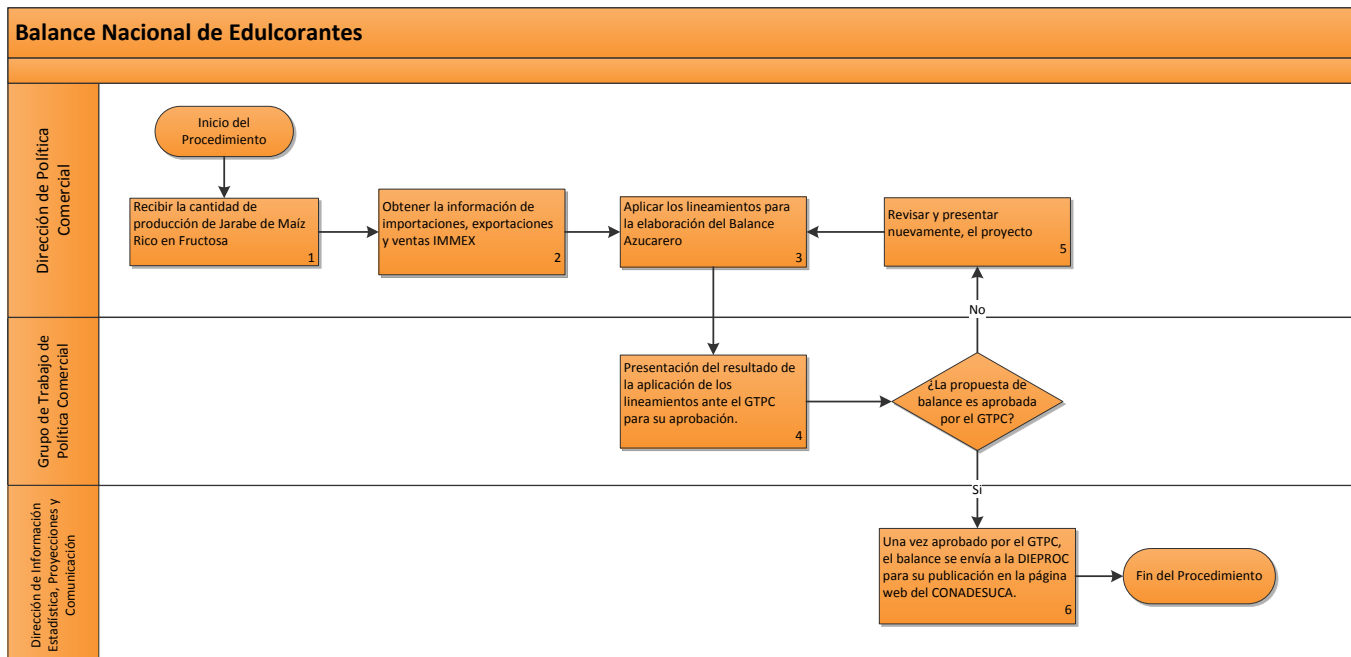 Balance Nacional de Edulcorantes
Dirección de Política
Comercial
Inicio del
Procedimiento
Recibir la cantidad de
producción de Jarabe de Maíz
Rico en Fructosa
1
Obtener la información de
importaciones, exportaciones
y ventas IMMEX
2
Aplicar los lineamientos para
la elaboración del Balance
Azucarero
3
Revisar y presentar
nuevamente, el proyecto
5
No
Grupo de Trabajo de
Política Comercial
Presentación del resultado de
la aplicación de los
lineamientos ante el GTPC
para su aprobación.
4
¿La propuesta de
balance es aprobada
por el GTPC?
Si
Dirección de Información
Estadística, Proyecciones y
Comunicación
Una vez aprobado por el GTPC,
el balance se envía a la DIEPROC
para su publicación en la página
web del CONADESUCA.
6
Fin del Procedimiento